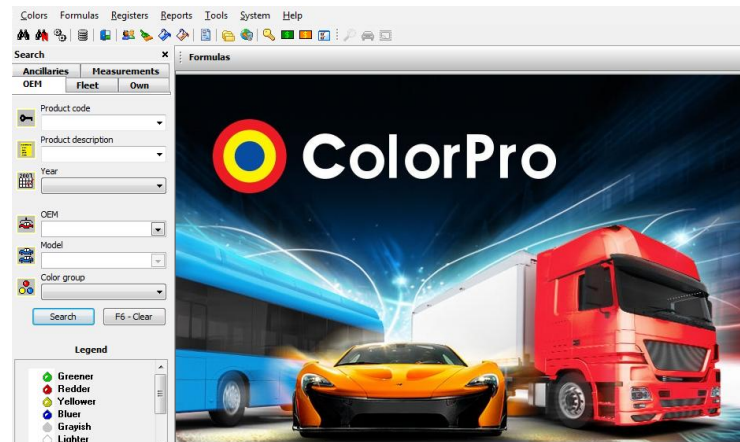 Colors Formulas Registers Reports Tools System Help
Search x
Formulas
Ancillaries Measurements
OEM Fleet Own
Product code
Product description
2007
Year
OEM
Model
Color group
Search F6 - Clear
Legend
Greener
Redder
Yellower
Bluer
Grayish
Lighter
ColorPro